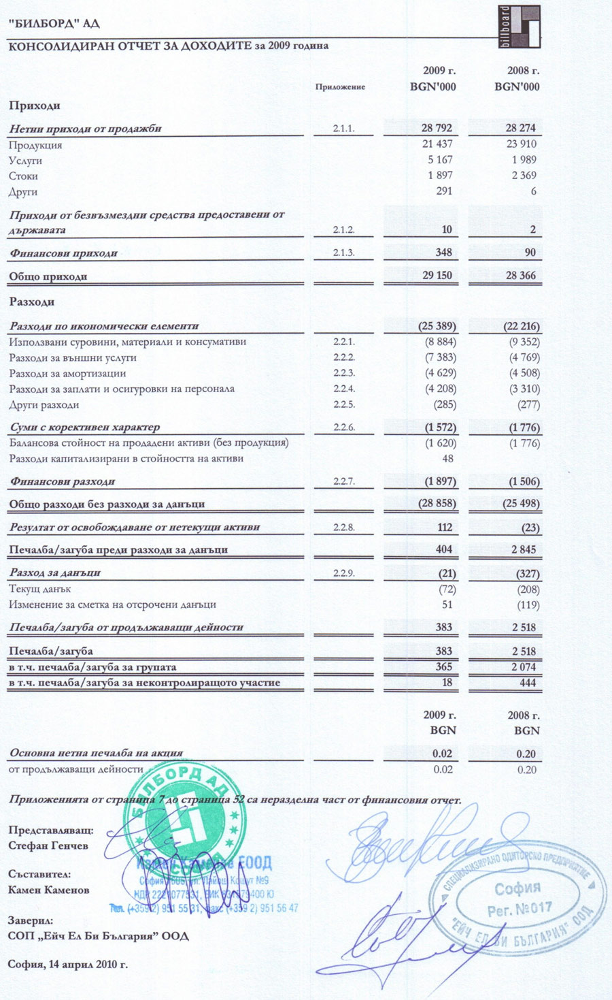 "БИЛБОРД" АД
billboard
КОНСОЛИДИРАН ОТЧЕТ ЗА ДОХОДИТЕ за 2009 година
2009 г. 2008 г.
Приложение BGN'000 BGN'000
Приходи
Нетни приходи от продажби 2.1.1. 28 792 28 274
Продукция 21 437 23 910
Услуги 5 167 1 989
Стоки 1 897 2 369
Други 291 6
Приходи от безвъзмездни средства предоставени от
държавата 2.1.2. 10 2
Финансови приходи 2.1.3. 348 90
Общо приходи 29 150 28 366
Разходи
Разходи по икономически елементи (25 389) (22 216)
Използвани суровини, материали и консумативи 2.2.1. (8 884) (9 352)
Разходи за външни услуги 2.2.2. (7 383) (4 769)
Разходи за амортизации 2.2.3. (4 629) (4 508)
Разходи за заплати и осигуровки на персонала 2.2.4. (4 208) (3 310)
Други разходи 2.2.5. (285) (277)
Суми с корективен характер 2.2.6. (1 572) (1 776)
Балансова стойност на продадени активи (без продукция) (1 620) (1 776)
Разходи капитализирани в стойността на активи 48
Финансови разходи 2.2.7. (1 897) (1 506)
Общо разходи без разходи за данъци (28 858) (25 498)
Резултат от освобождаване от нетекущи активи 2.2.8. 112 (23)
Печалба/загуба преди разходи за данъци 404 2 845
Разход за данъци 2.2.9. (21) (327)
Текущ данък (72) (208)
Изменение за сметка на отсрочени данъци 51 (119)
Печалба/загуба от продължаващи дейности 383 2 518
Печалба/загуба 383 2 518
в т.ч. печалба/загуба за групата 365 2 074
в т.ч. печалба/загуба за неконтролиращото участие 18 444
2009 г. 2008 г.
BGN BGN
Основна нетна печалба на акция 0.02 0.20
от продължаващи дейности 0.02 0.20
БИЛБОРД АД
СОФИЯ
Приложенията от страница 7 до страница 52 са неразделна част от финансовия отчет.
Представляващ:
Стефан Генчев
Съставител:
Камен Каменов
ЕООД
София
Тел. (+359 2) 951 55 31, факс (+359 2) 951 56 47
СПЕЦИАЛИЗИРАНО ОДИТОРСКО ПРЕДПРИЯТИЕ
София
Рег. №017
"ЕЙЧ ЕЛ БИ БЪЛГАРИЯ" ООД
Заверил:
СОП „Ейч Ел Би България” ООД
София, 14 април 2010 г.